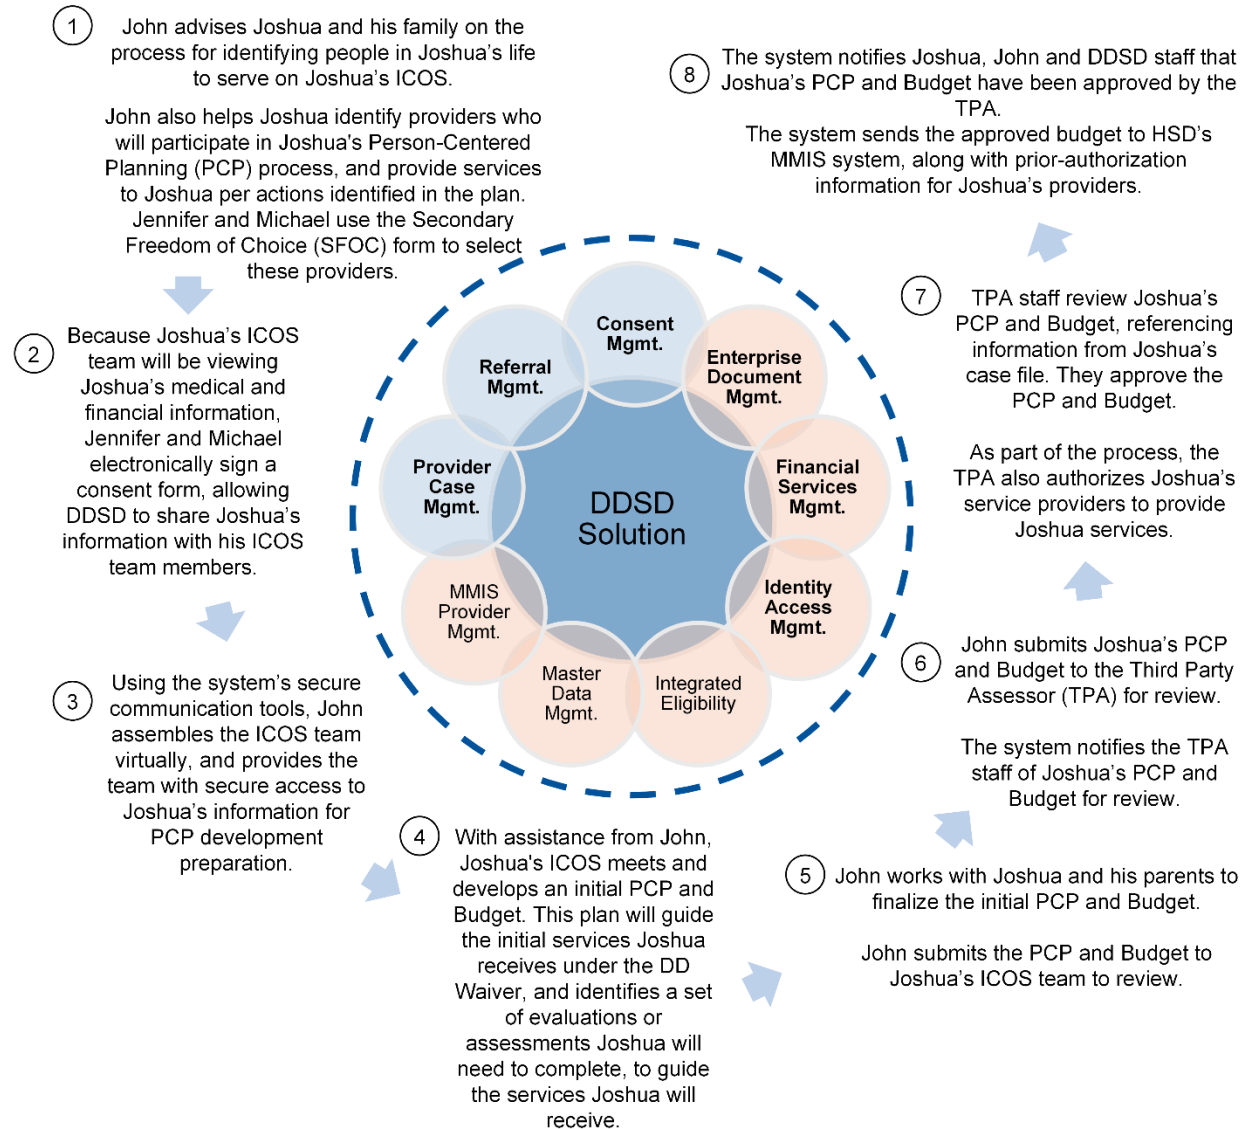 1
John advises Joshua and his family on the
process for identifying people in Joshua's life
to serve on Joshua's ICOS.
John also helps Joshua identify providers who
will participate in Joshua's Person-Centered
Planning (PCP) process, and provide services
to Joshua per actions identified in the plan.
Jennifer and Michael use the Secondary
Freedom of Choice (SFOC) form to select
these providers.
2
Because Joshua's ICOS
team will be viewing
Joshua's medical and
financial information,
Jennifer and Michael
electronically sign a
consent form, allowing
DDSD to share Joshua's
information with his ICOS
team members.
3
Using the system's secure
communication tools, John
assembles the ICOS team
virtually, and provides the
team with secure access to
Joshua's information for
PCP development
preparation.
4
With assistance from John,
Joshua's ICOS meets and
develops an initial PCP and
Budget. This plan will guide
the initial services Joshua
receives under the DD
Waiver, and identifies a set
of evaluations or
assessments Joshua will
need to complete, to guide
the services Joshua will
receive.
5
John works with Joshua and his parents to
finalize the initial PCP and Budget.
John submits the PCP and Budget to
Joshua's ICOS team to review.
6
John submits Joshua's PCP
and Budget to the Third Party
Assessor (TPA) for review.
The system notifies the TPA
staff of Joshua's PCP and
Budget for review.
7
TPA staff review Joshua's
PCP and Budget, referencing
information from Joshua's
case file. They approve the
PCP and Budget.
As part of the process, the
TPA also authorizes Joshua's
service providers to provide
Joshua services.
8
The system notifies Joshua, John and DDSD staff that
Joshua's PCP and Budget have been approved by the
TPA.
The system sends the approved budget to HSD's
MMIS system, along with prior-authorization
information for Joshua's providers.
DDSD
Solution
Consent
Mgmt.
Enterprise
Document
Mgmt.
Financial
Services
Mgmt.
Identity
Access
Mgmt.
Integrated
Eligibility
Master
Data
Mgmt.
MMIS
Provider
Mgmt.
Provider
Case
Mgmt.
Referral
Mgmt.